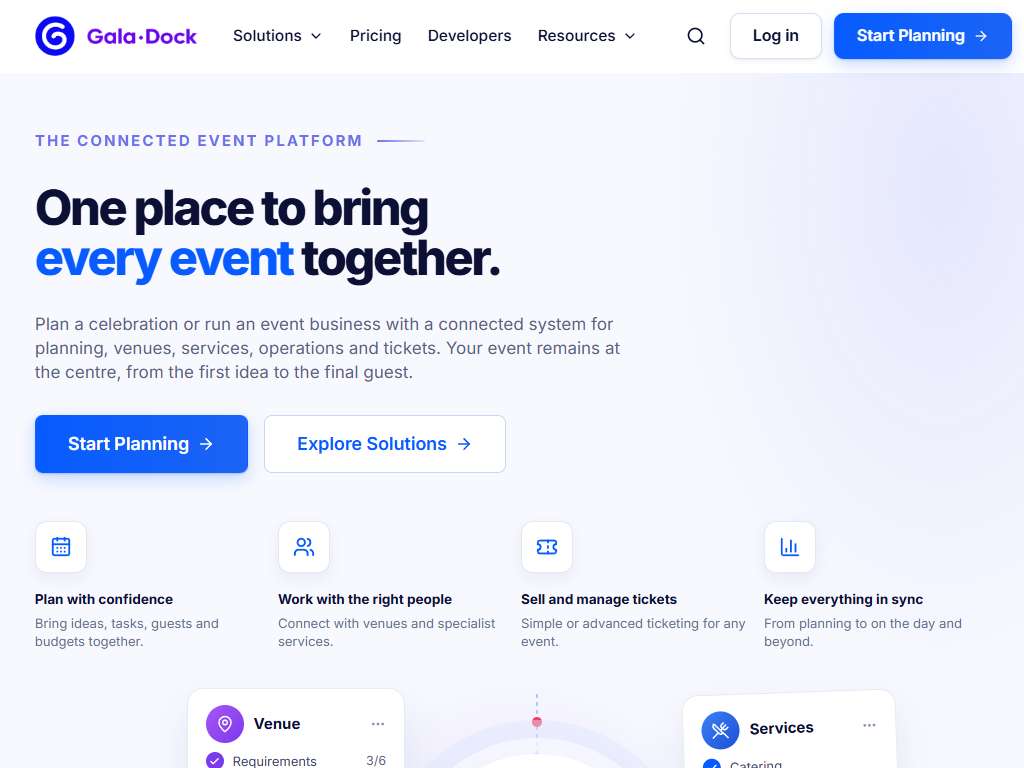 Gala·Dock
Solutions
Pricing
Developers
Resources
Log in
Start Planning
THE CONNECTED EVENT PLATFORM
One place to bring
every event together.
Plan a celebration or run an event business with a connected system for
planning, venues, services, operations and tickets. Your event remains at
the centre, from the first idea to the final guest.
Start Planning
Explore Solutions
Plan with confidence
Bring ideas, tasks, guests and
budgets together.
Work with the right people
Connect with venues and specialist
services.
Sell and manage tickets
Simple or advanced ticketing for any
event.
Keep everything in sync
From planning to on the day and
beyond.
Venue
Requirements 3/6
Services
Catering